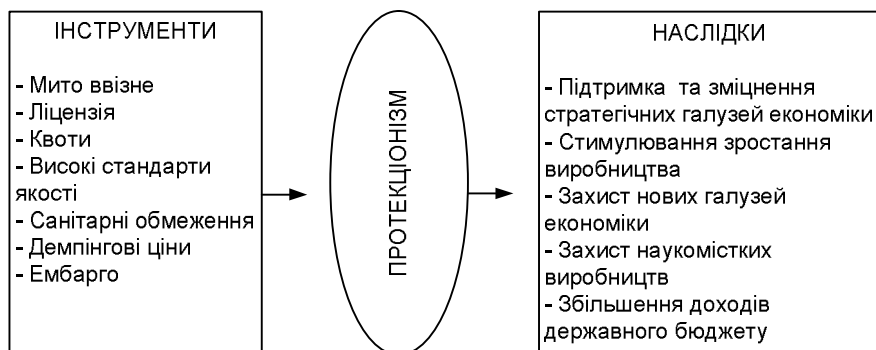 ІНСТРУМЕНТИ
- Мито ввізне
- Ліцензія
- Квоти
- Високі стандарти
якості
- Санітарні обмеження
- Демпінгові ціни
- Ембарго
ПРОТЕКЦІОНІЗМ
НАСЛІДКИ
- Підтримка та зміцнення
стратегічних галузей економіки
- Стимулювання зростання
виробництва
- Захист нових галузей
економіки
- Захист наукомістких
виробництв
- Збільшення доходів
державного бюджету